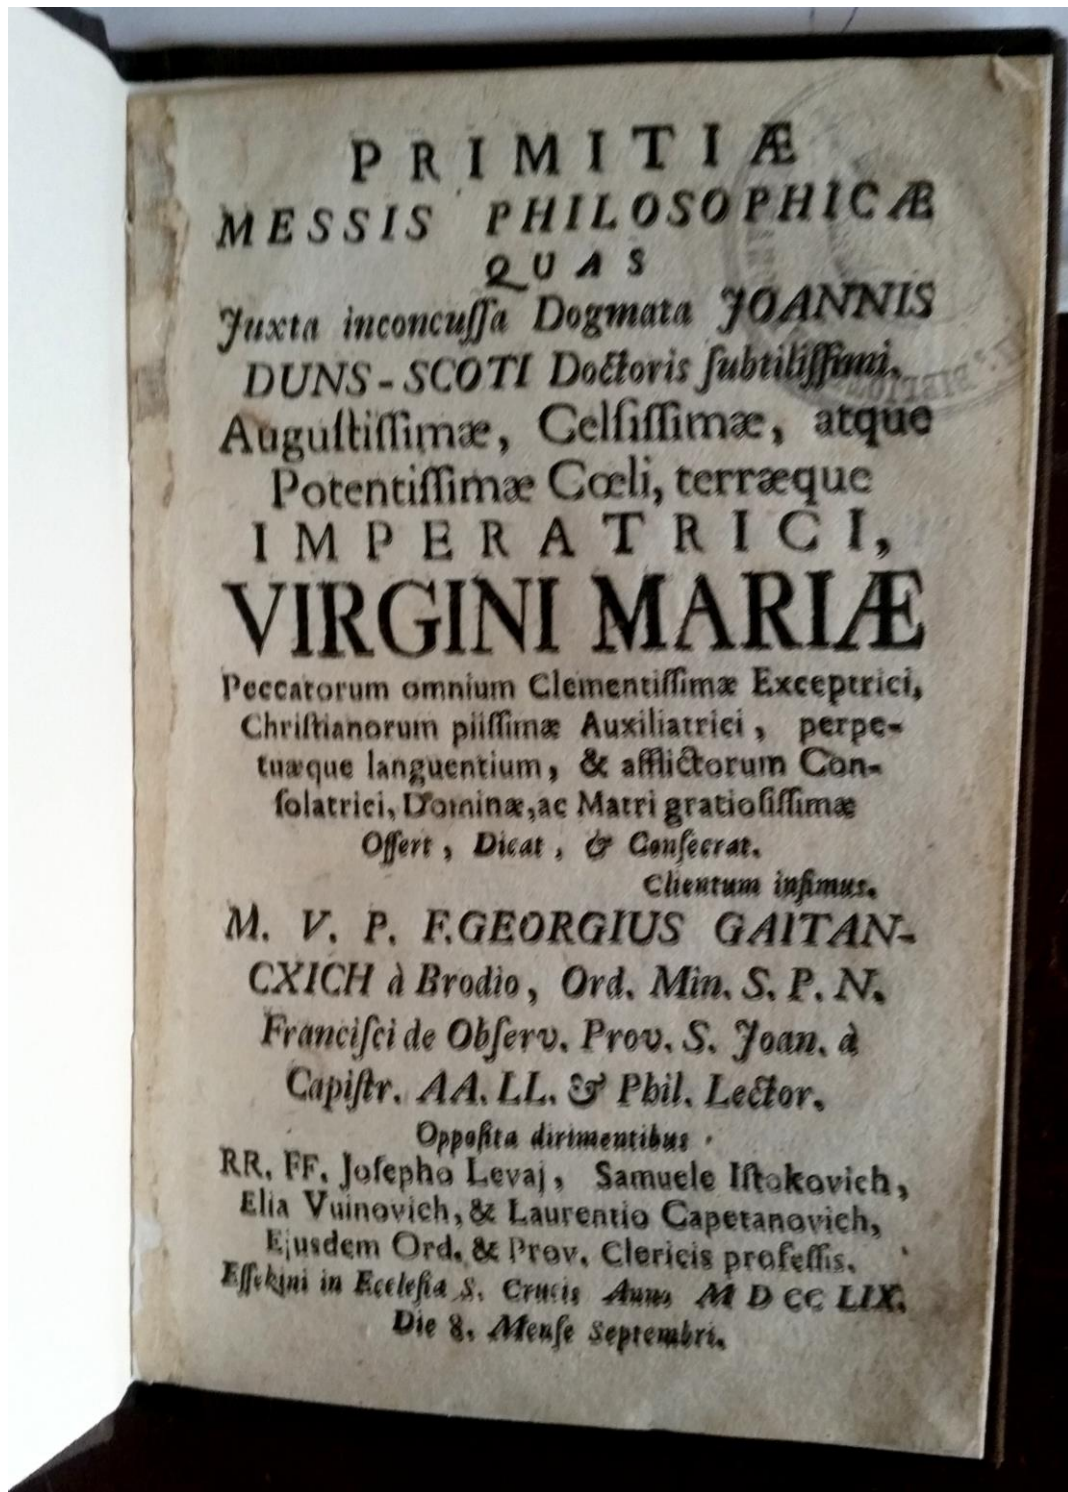 PRIMITIÆ
MESSIS PHILOSOPHICÆ
QUAS
Juxta inconcuſſa Dogmata JOANNIS
DUNS-SCOTI Doctoris ſubtiliſſimi,
Auguſtiſſimæ, Celſiſſimæ, atque
Potentiſſimæ Cœli, terræque
IMPERATRICI,
VIRGINI MARIÆ
Peccatorum omnium Clementiſſimæ Exceptrici,
Chriſtianorum piiſſimæ Auxiliatrici, perpe-
tuæque languentium, & afflictorum Con-
ſolatrici, Dominæ, ac Matri gratioſiſſimæ
Offert, Dicat, & Conſecrat.
Clientum infimus.
M. V. P. F. GEORGIUS GAITAN-
CXICH à Brodio, Ord. Min. S. P. N.
Franciſci de Obſerv. Prov. S. Joan. à
Capiſtr. AA. LL. & Phil. Lector.
Oppoſita dirimentibus.
RR. FF. Joſepho Levaj, Samuele Iſtokovich,
Elia Vuinovich, & Laurentio Capetanovich,
Ejusdem Ord. & Prov. Clericis profeſſis.
Eſſekini in Eccleſia S. Crucis Anno MDCCLIX.
Die 8. Menſe Septembri.